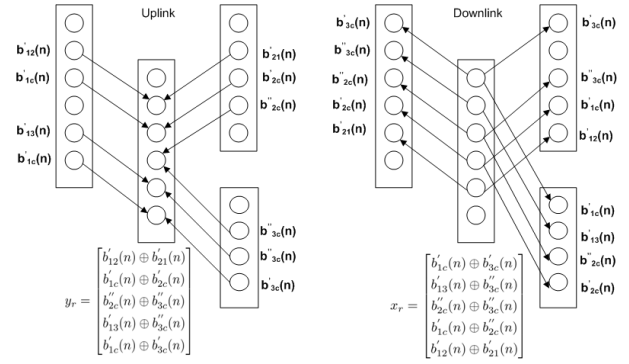 Uplink
b'12(n)
b'1c(n)
b'13(n)
b'1c(n)
b'21(n)
b'2c(n)
b''2c(n)
b''3c(n)
b''3c(n)
b'3c(n)
y_r = [b'12(n) ⊕ b'21(n)
b'1c(n) ⊕ b'2c(n)
b''2c(n) ⊕ b''3c(n)
b'13(n) ⊕ b''3c(n)
b'1c(n) ⊕ b'3c(n)]
Downlink
b'3c(n)
b''3c(n)
b''2c(n)
b'2c(n)
b'21(n)
b'3c(n)
b''3c(n)
b'1c(n)
b'12(n)
b'1c(n)
b'13(n)
b''2c(n)
b'2c(n)
x_r = [b'1c(n) ⊕ b'3c(n)
b'13(n) ⊕ b''3c(n)
b''2c(n) ⊕ b''3c(n)
b'1c(n) ⊕ b''2c(n)
b'12(n) ⊕ b'21(n)]